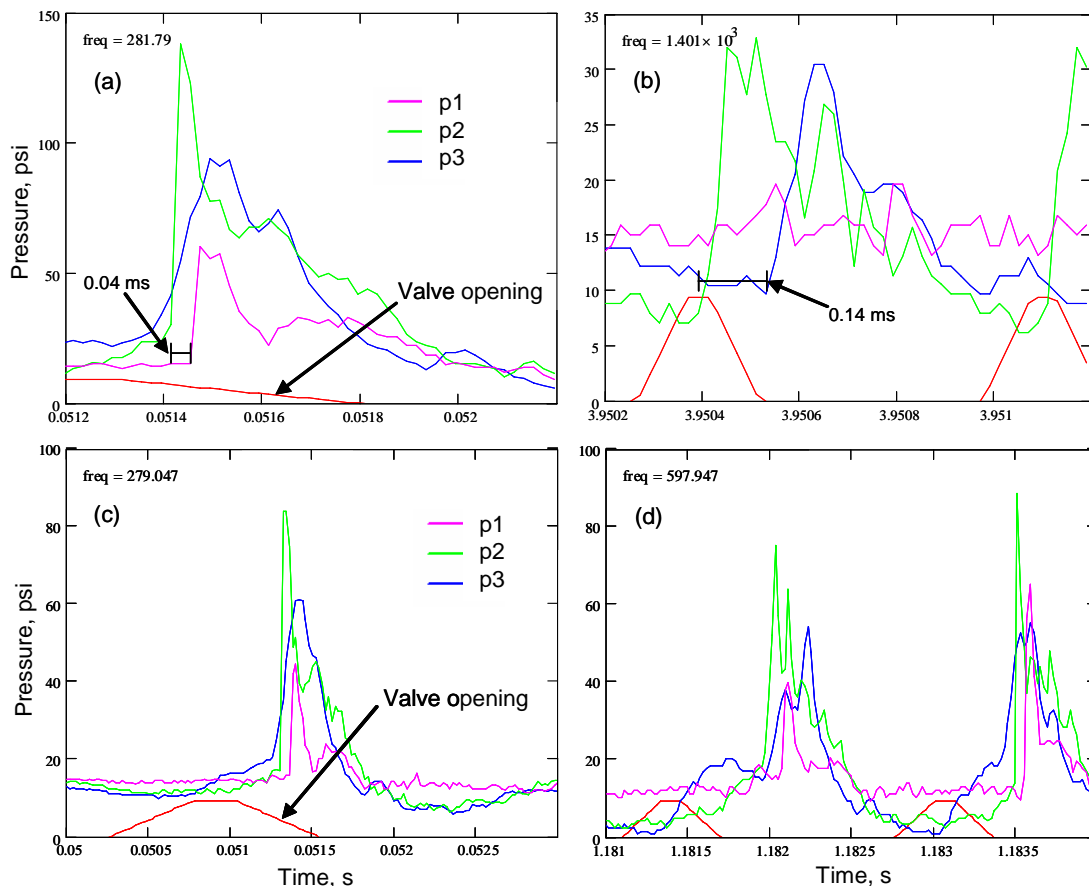 freq = 281.79
(a)
p1
p2
p3
0.04 ms
Valve opening
Pressure, psi
150
100
50
0
0.0512
0.0514
0.0516
0.0518
0.052
freq = 1.401× 10³
(b)
0.14 ms
35
30
25
20
15
10
5
0
3.9502
3.9504
3.9506
3.9508
3.951
freq = 279.047
(c)
p1
p2
p3
Valve opening
Pressure, psi
100
80
60
40
20
0
0.05
0.0505
0.051
0.0515
0.052
0.0525
Time, s
freq = 597.947
(d)
100
80
60
40
20
0
1.181
1.1815
1.182
1.1825
1.183
1.1835
Time, s